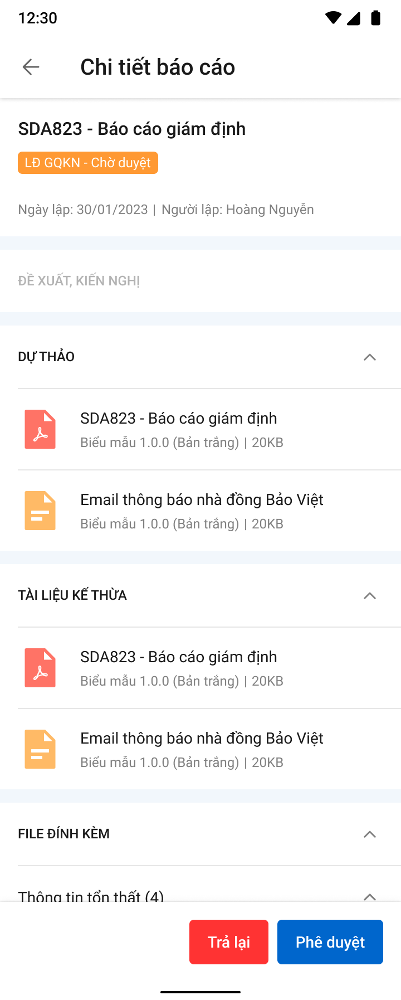 12:30
Chi tiết báo cáo
SDA823 - Báo cáo giám định
LĐ GQKN - Chờ duyệt
Ngày lập: 30/01/2023 | Người lập: Hoàng Nguyễn
ĐỀ XUẤT, KIẾN NGHỊ
DỰ THẢO
SDA823 - Báo cáo giám định
Biểu mẫu 1.0.0 (Bản trắng) | 20KB
Email thông báo nhà đồng Bảo Việt
Biểu mẫu 1.0.0 (Bản trắng) | 20KB
TÀI LIỆU KẾ THỪA
SDA823 - Báo cáo giám định
Biểu mẫu 1.0.0 (Bản trắng) | 20KB
Email thông báo nhà đồng Bảo Việt
Biểu mẫu 1.0.0 (Bản trắng) | 20KB
FILE ĐÍNH KÈM
Thông tin tổn thất (4)
Trả lại
Phê duyệt